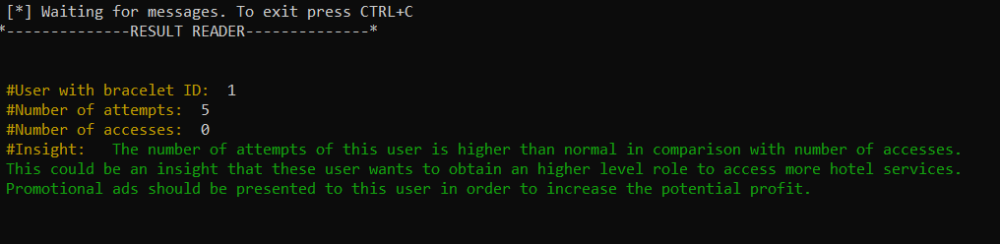 [*] Waiting for messages. To exit press CTRL+C
*--------------RESULT READER--------------*
#User with bracelet ID:  1
#Number of attempts:  5
#Number of accesses:  0
#Insight:   The number of attempts of this user is higher than normal in comparison with number of accesses.
This could be an insight that these user wants to obtain an higher level role to access more hotel services.
Promotional ads should be presented to this user in order to increase the potential profit.